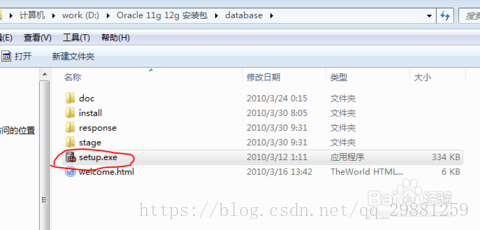 计算机 ▸ work (D:) ▸ Oracle 11g 12g 安装包 ▸ database ▸
搜索
(E) 查看(V) 工具(T) 帮助(H)
打开 新建文件夹
名称 修改日期 类型 大小
doc 2010/3/24 0:15 文件夹
install 2010/3/30 8:05 文件夹
response 2010/3/30 9:31 文件夹
stage 2010/3/30 9:31 文件夹
setup.exe 2010/3/12 1:11 应用程序 334 KB
welcome.html 2010/3/16 13:42 TheWorld HTML... 6 KB
问的位置
Bai 经验
https://blog.csdn.net/qq_29881259